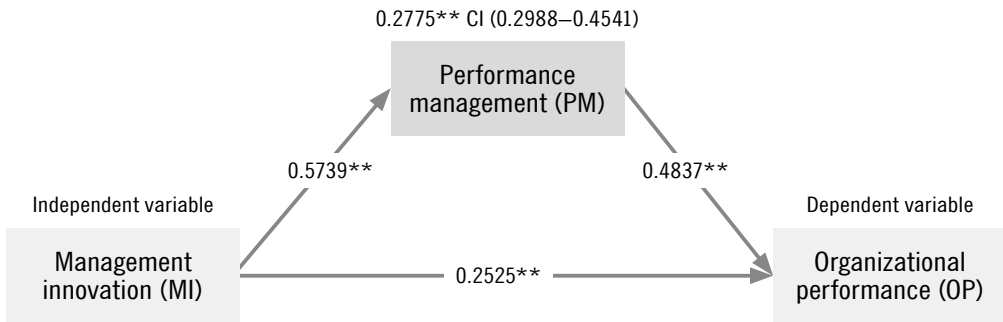 0.2775** CI (0.2988–0.4541)
Performance
management (PM)
0.5739**
0.4837**
Independent variable
Dependent variable
Management
innovation (MI)
0.2525**
Organizational
performance (OP)